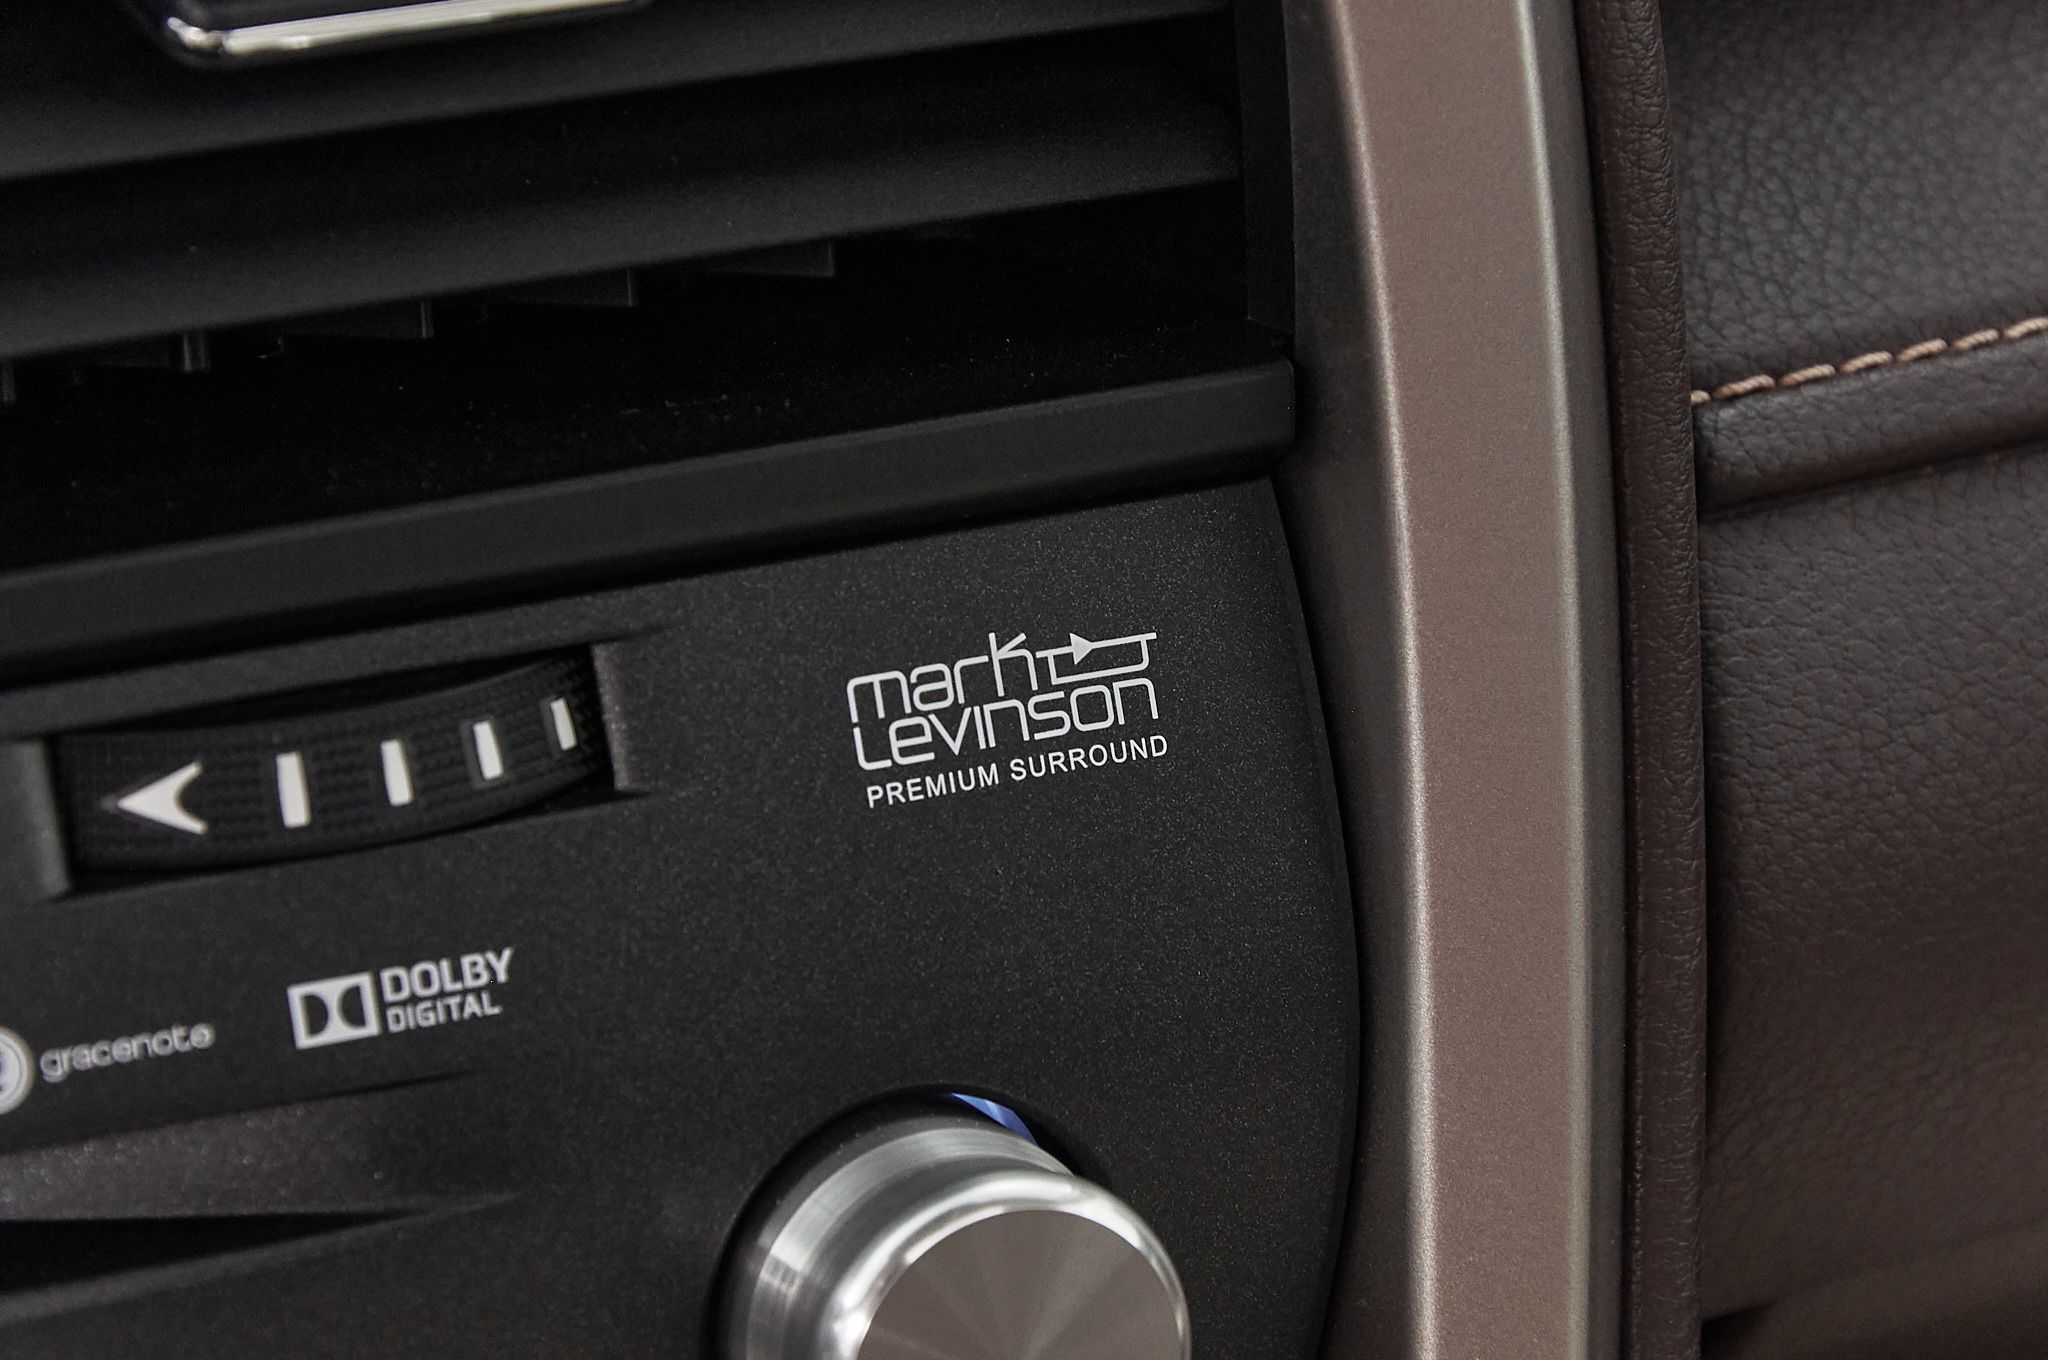 mark
Levinson
PREMIUM SURROUND
DOLBY
DIGITAL
gracenote